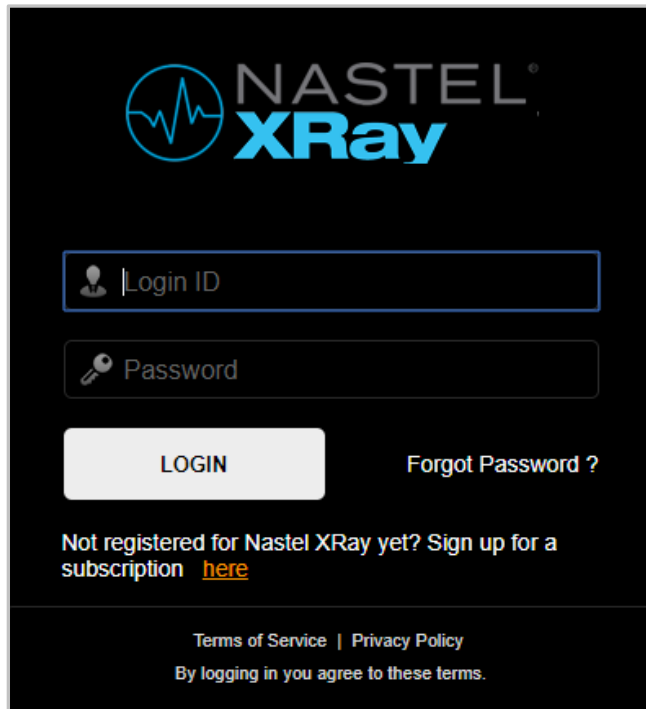 NASTEL®
XRay
Login ID
Password
LOGIN
Forgot Password ?
Not registered for Nastel XRay yet? Sign up for a
subscription here
Terms of Service | Privacy Policy
By logging in you agree to these terms.